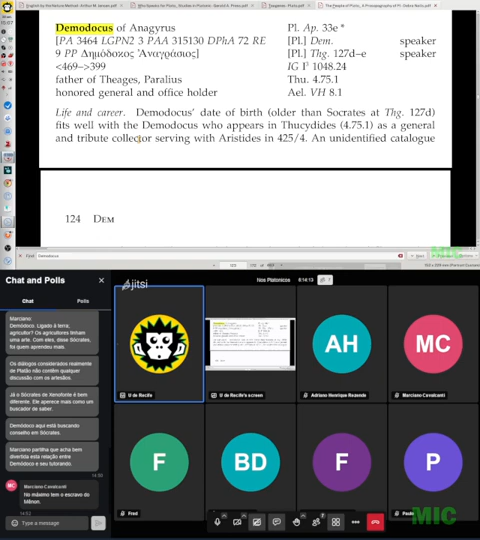 Demodocus of Anagyrus
Pl. Ap. 33e *
[PA 3464 LGPN2 3 PAA 315130 DPhA 72 RE
[Pl.] Dem. speaker
9 PP Δημόδοκος Ἀναγυράσιος]
[Pl.] Thg. 127d–e speaker
<469–>399
IG I³ 1048.24
father of Theages, Paralius
Thu. 4.75.1
honored general and office holder
Ael. VH 8.1
Life and career. Demodocus' date of birth (older than Socrates at Thg. 127d)
fits well with the Demodocus who appears in Thucydides (4.75.1) as a general
and tribute collector serving with Aristides in 425/4. An unidentified catalogue
124 DEM
Demodocus
Chat and Polls
Chat
Polls
Marciano:
Demódoco. Ligado à terra,
agricultor? Os agricultores tinham
uma arte. Com eles, disse Sócrates,
foi quem aprendeu mais.
Os diálogos considerados realmente
de Platão não contêm qualquer
discussão com os artesãos.
Já o Sócrates de Xenofonte é bem
diferente. Ele aparece mais como um
buscador de saber.
Demódoco aqui está buscando
conselho em Sócrates.
Marciano partilha que acha bem
divertida esta relação entre
Demódoco e seu tutorando.
MC
Marciano Cavalcanti
No máximo tem o escravo do
Mênon.
14:53
Type a message
jitsi
Nos Platonicos
U de Recife
U de Recife's screen
AH
Adriano Henrique Rezende
MC
Marciano Cavalcanti
F
Fred
BD
F
P
Paulo
MIC